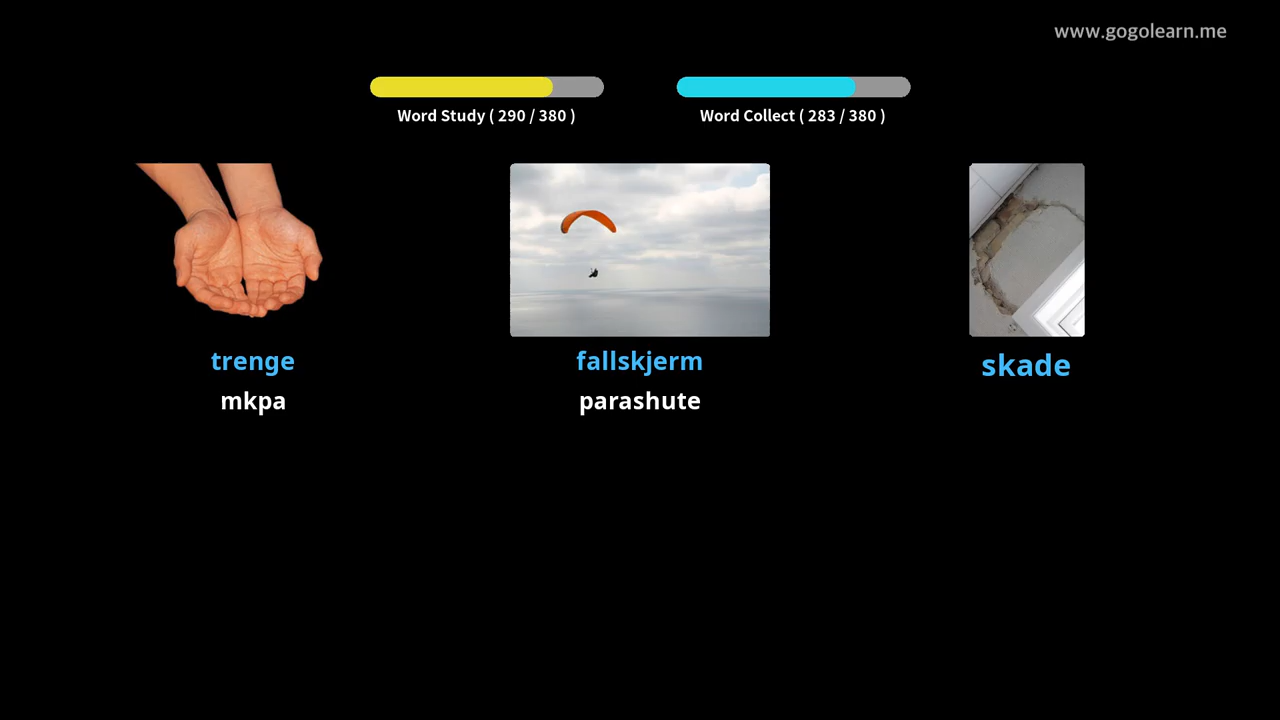 www.gogolearn.me
Word Study ( 290 / 380 )
Word Collect ( 283 / 380 )
trenge
mkpa
fallskjerm
parashute
skade